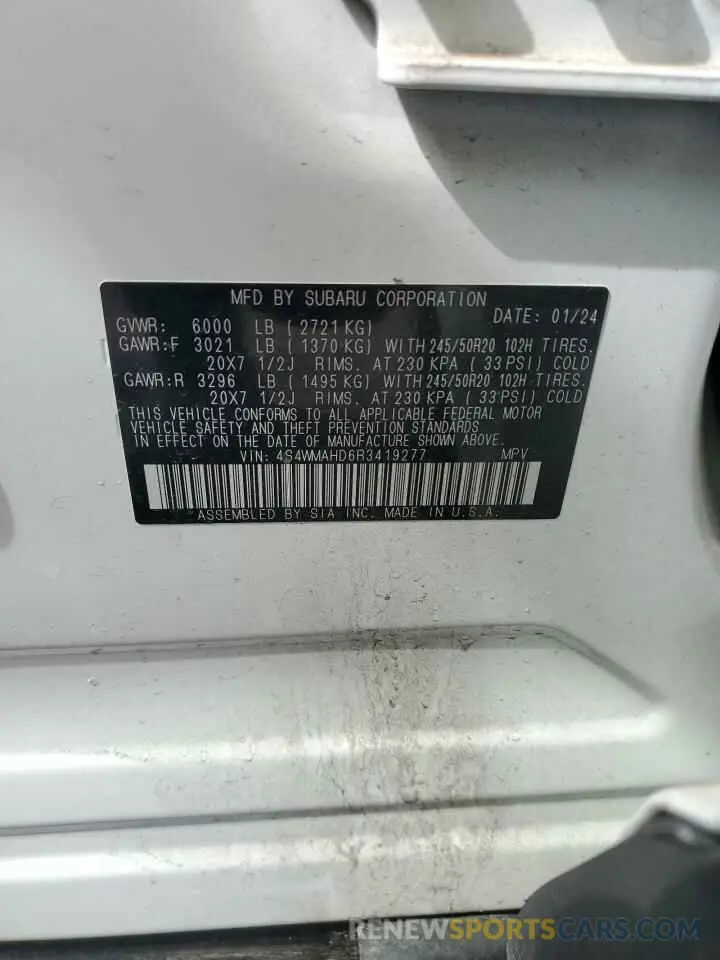 MFD BY SUBARU CORPORATION DATE: 01/24
GVWR: 6000 LB ( 2721 KG)
GAWR:F 3021 LB ( 1370 KG) WITH 245/50R20 102H TIRES.
20X7 1/2J RIMS. AT 230 KPA ( 33 PSI) COLD
GAWR:R 3296 LB ( 1495 KG) WITH 245/50R20 102H TIRES.
20X7 1/2J RIMS. AT 230 KPA ( 33 PSI) COLD
THIS VEHICLE CONFORMS TO ALL APPLICABLE FEDERAL MOTOR
VEHICLE SAFETY AND THEFT PREVENTION STANDARDS
IN EFFECT ON THE DATE OF MANUFACTURE SHOWN ABOVE.
VIN: 4S4WMAHD6R3419277 MPV
ASSEMBLED BY SIA INC. MADE IN U.S.A.
RENEWSPORTSCARS.COM